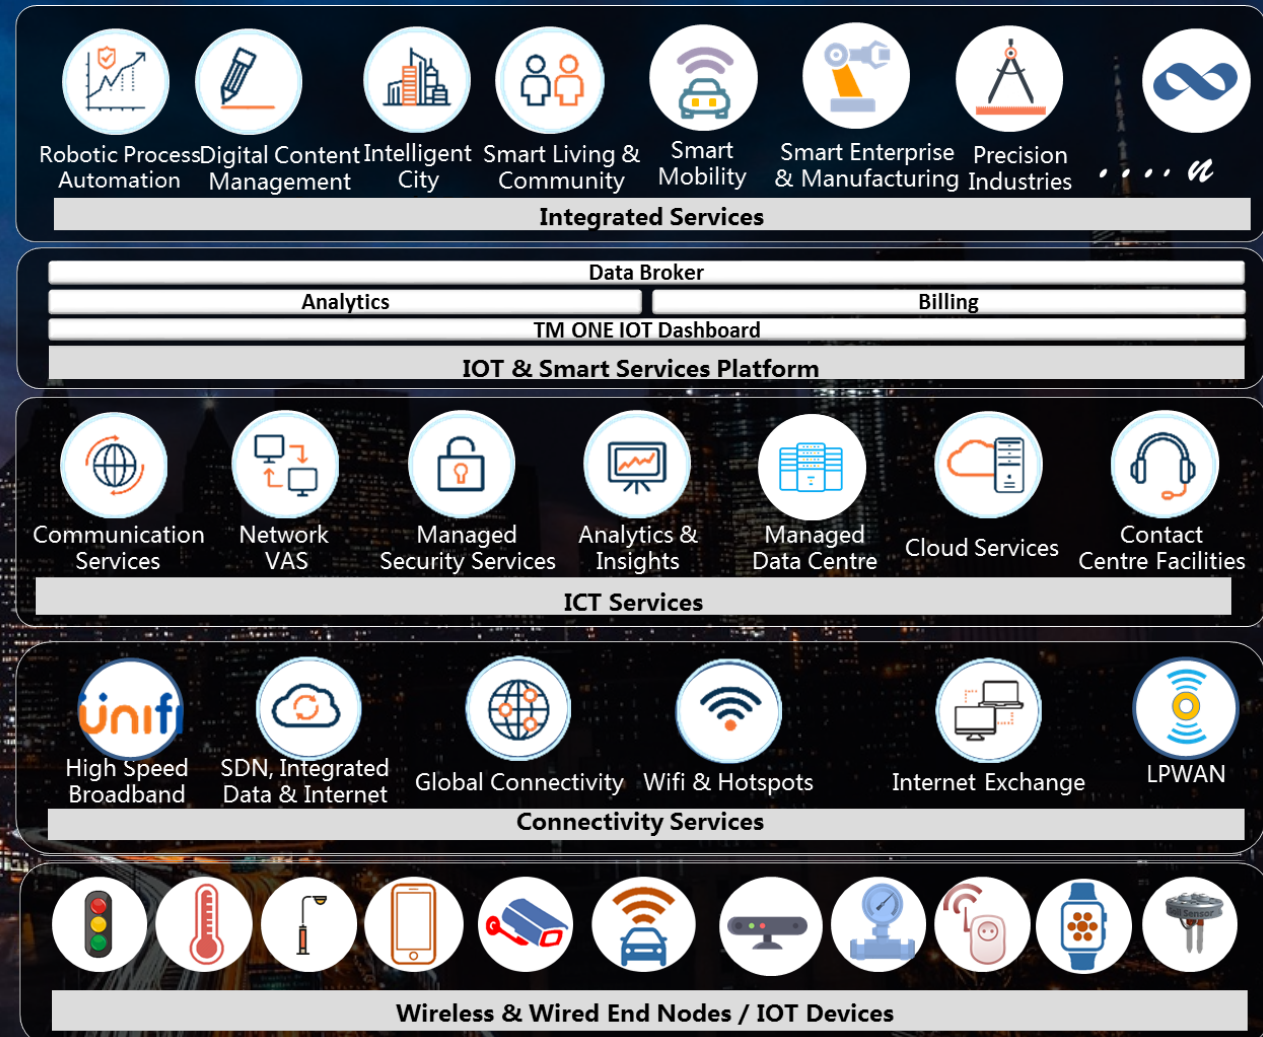 Robotic Process
Automation
Digital Content
Management
Intelligent
City
Smart Living &
Community
Smart
Mobility
Smart Enterprise
& Manufacturing
Precision
Industries
. . . . n
Integrated Services
Data Broker
Analytics
Billing
TM ONE IOT Dashboard
IOT & Smart Services Platform
Communication
Services
Network
VAS
Managed
Security Services
Analytics &
Insights
Managed
Data Centre
Cloud Services
Contact
Centre Facilities
ICT Services
unifi
High Speed
Broadband
SDN, Integrated
Data & Internet
Global Connectivity
Wifi & Hotspots
Internet Exchange
LPWAN
Connectivity Services
Sensor
Wireless & Wired End Nodes / IOT Devices